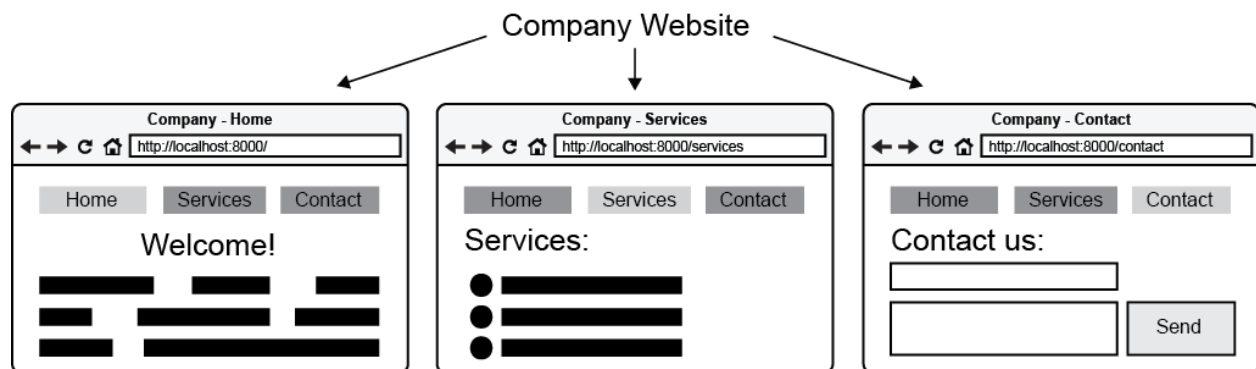 Company Website
Company - Home
http://localhost:8000/
Home Services Contact
Welcome!
Company - Services
http://localhost:8000/services
Home Services Contact
Services:
Company - Contact
http://localhost:8000/contact
Home Services Contact
Contact us:
Send